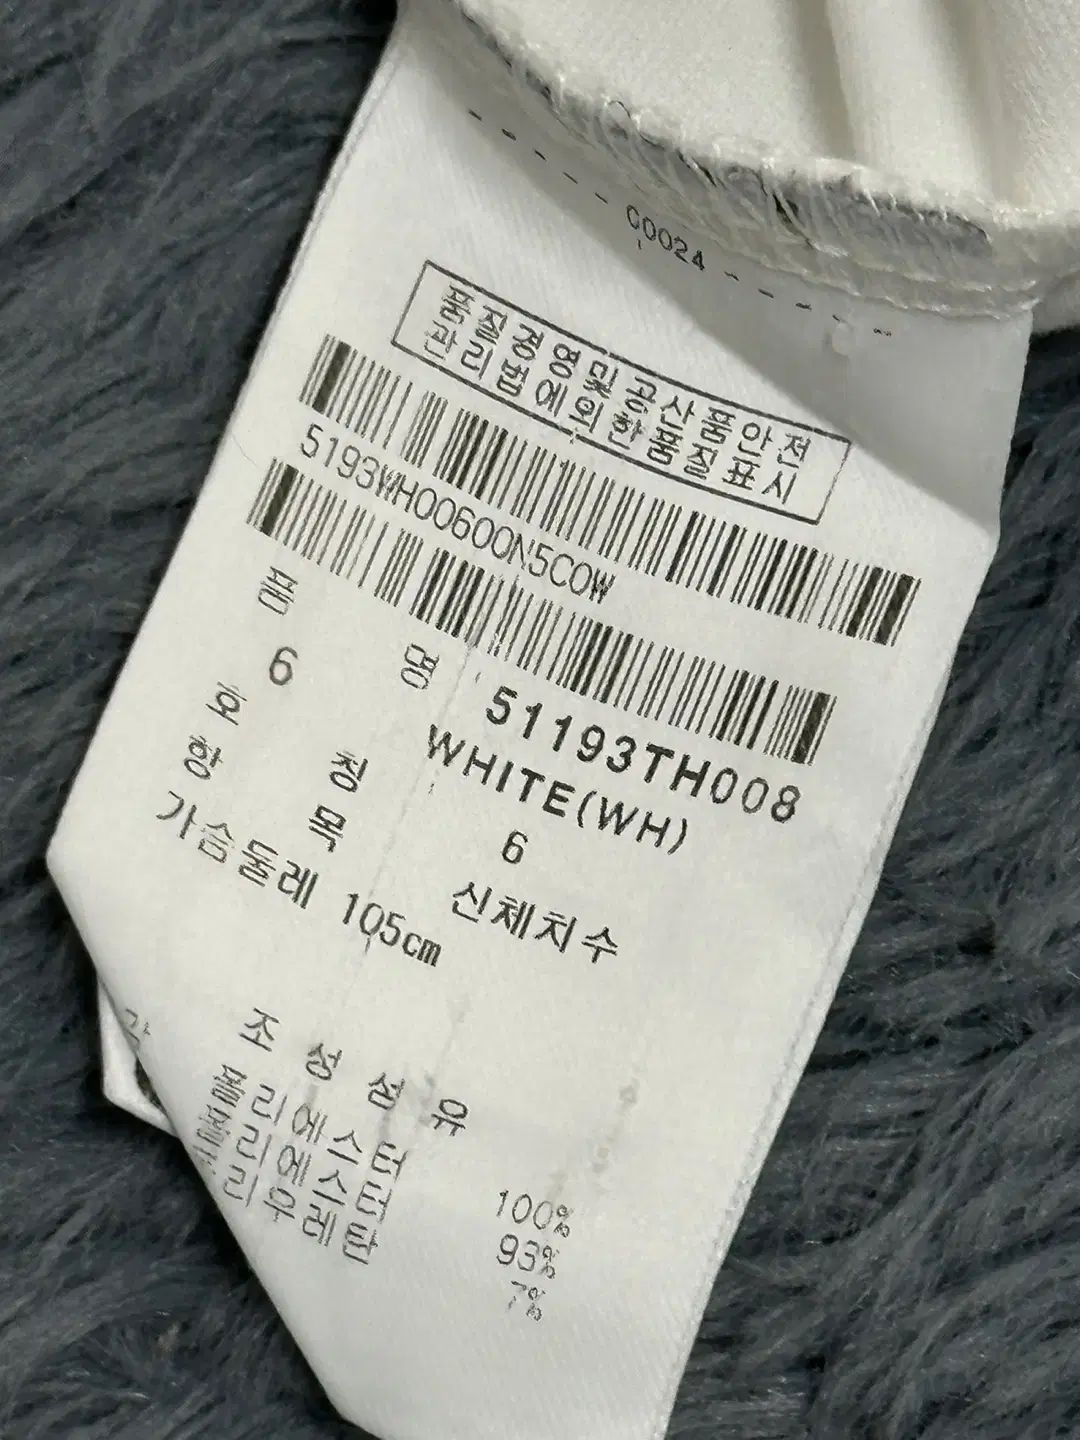 C0024
품질경영및공산품안전
관리법에의한품질표시
5193WH00600N5COW
품 명 51193TH008
6 WHITE(WH)
호 칭 6
항 목 신체치수
가슴둘레 105cm
조 성 섬 유
폴리에스터 100%
폴리에스터 93%
폴리우레탄 7%